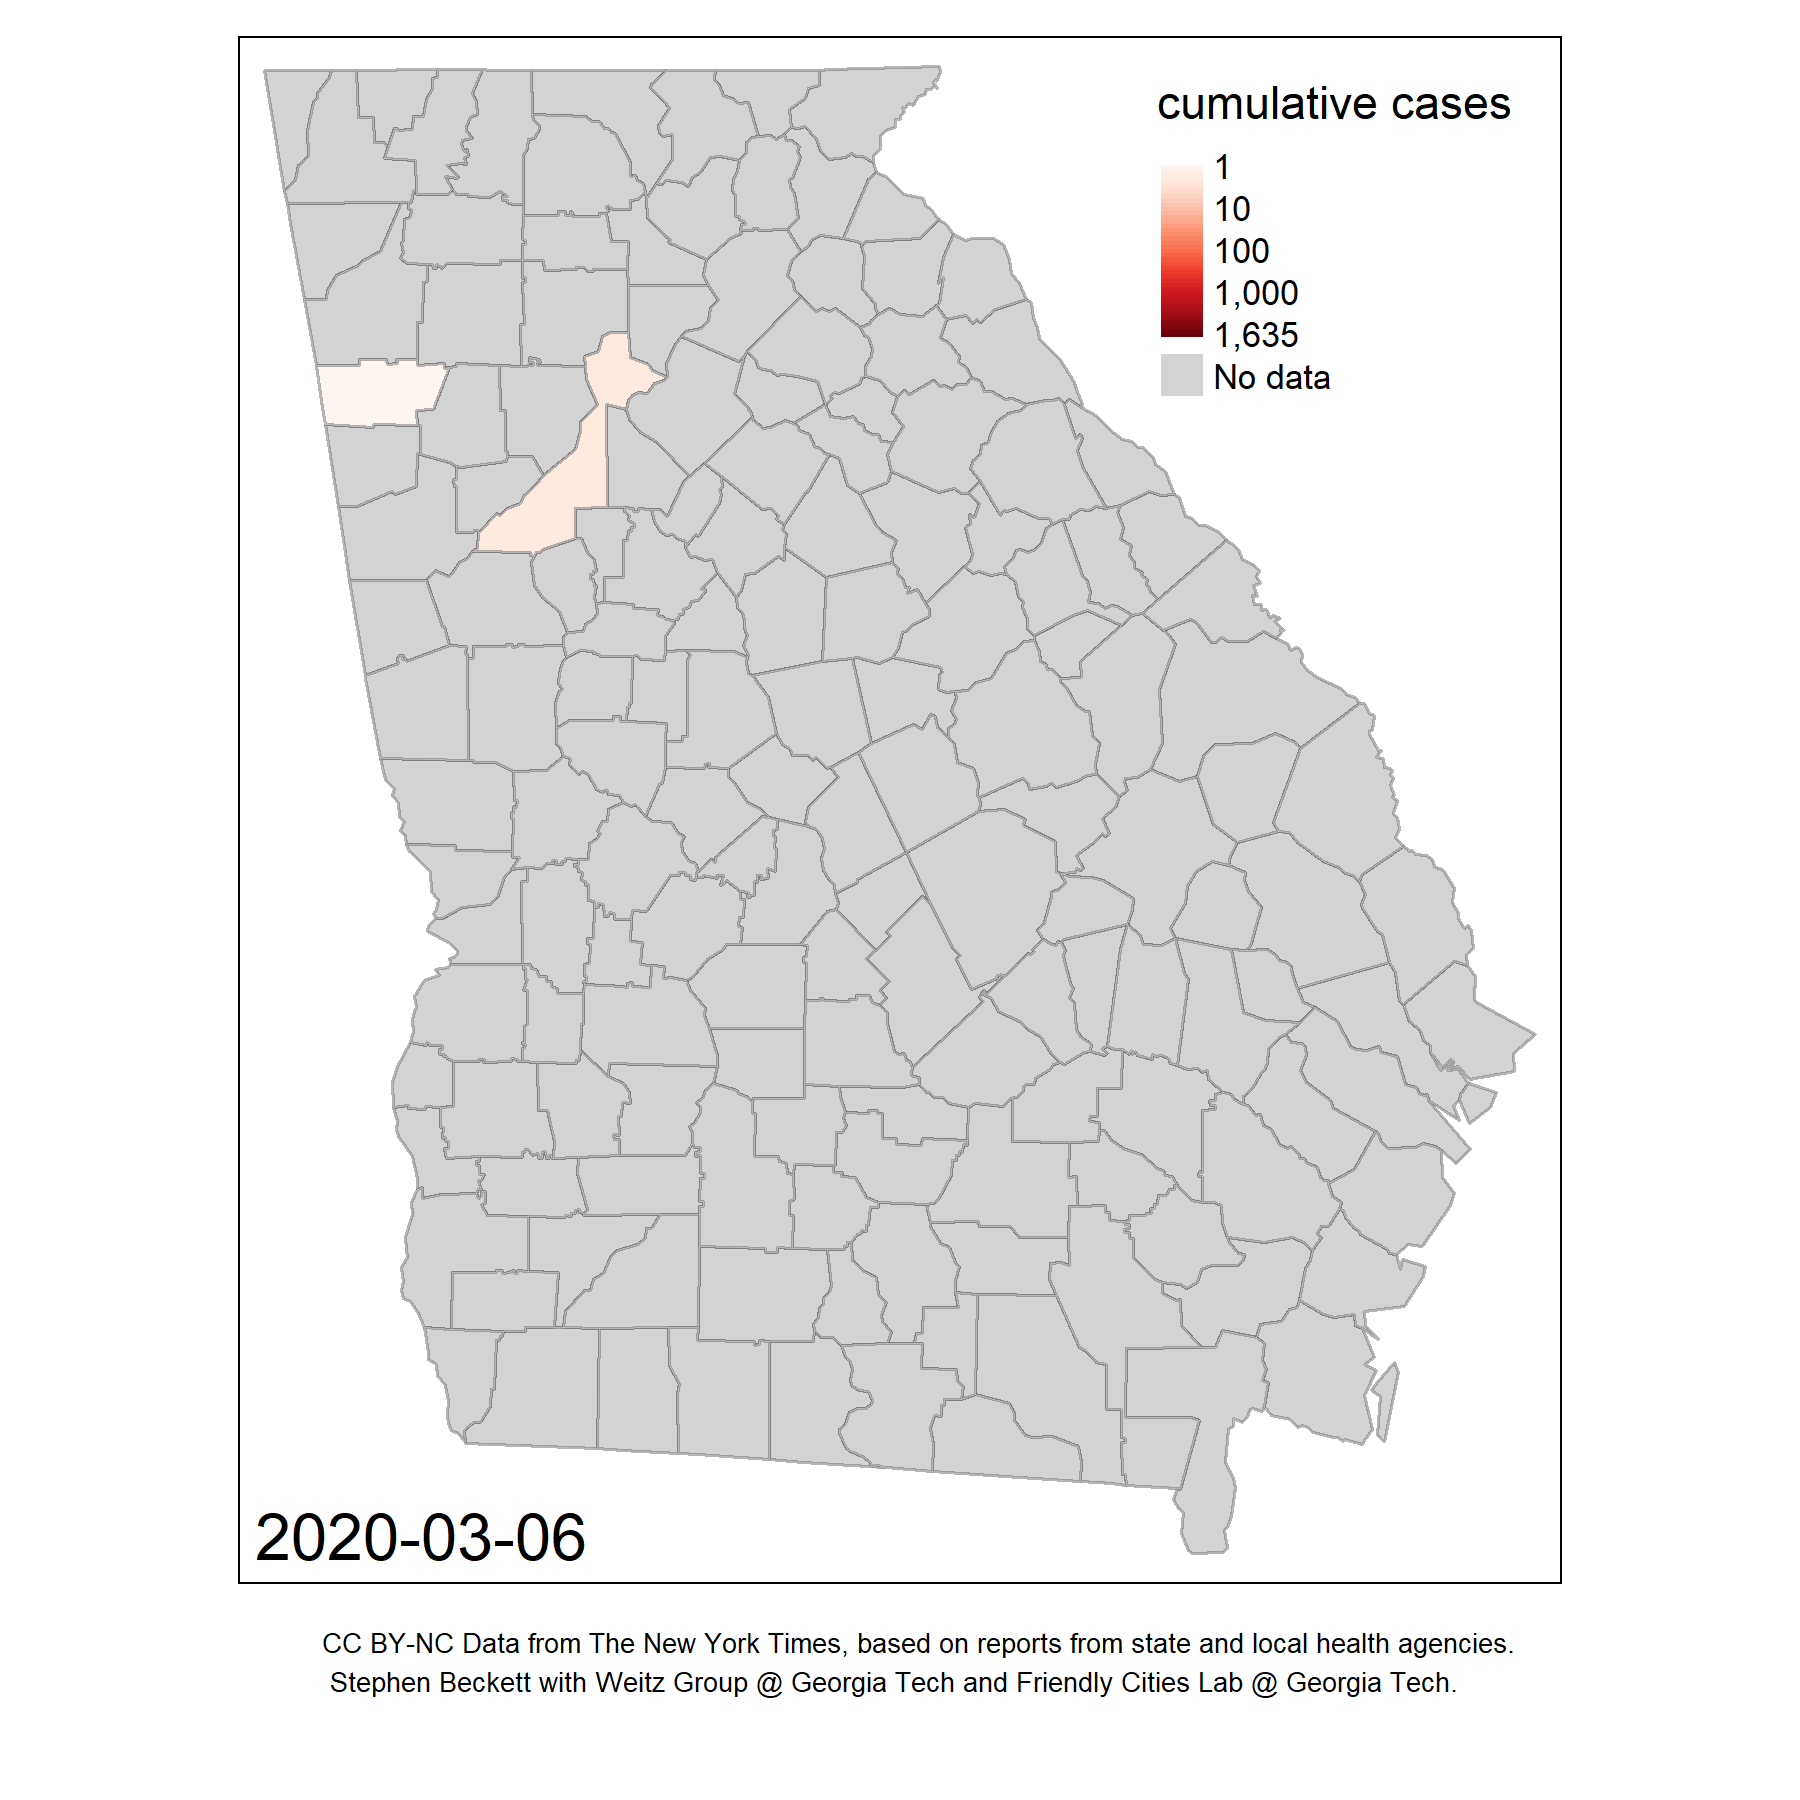 cumulative cases
1
10
100
1,000
1,635
No data
2020-03-06
CC BY-NC Data from The New York Times, based on reports from state and local health agencies.
Stephen Beckett with Weitz Group @ Georgia Tech and Friendly Cities Lab @ Georgia Tech.